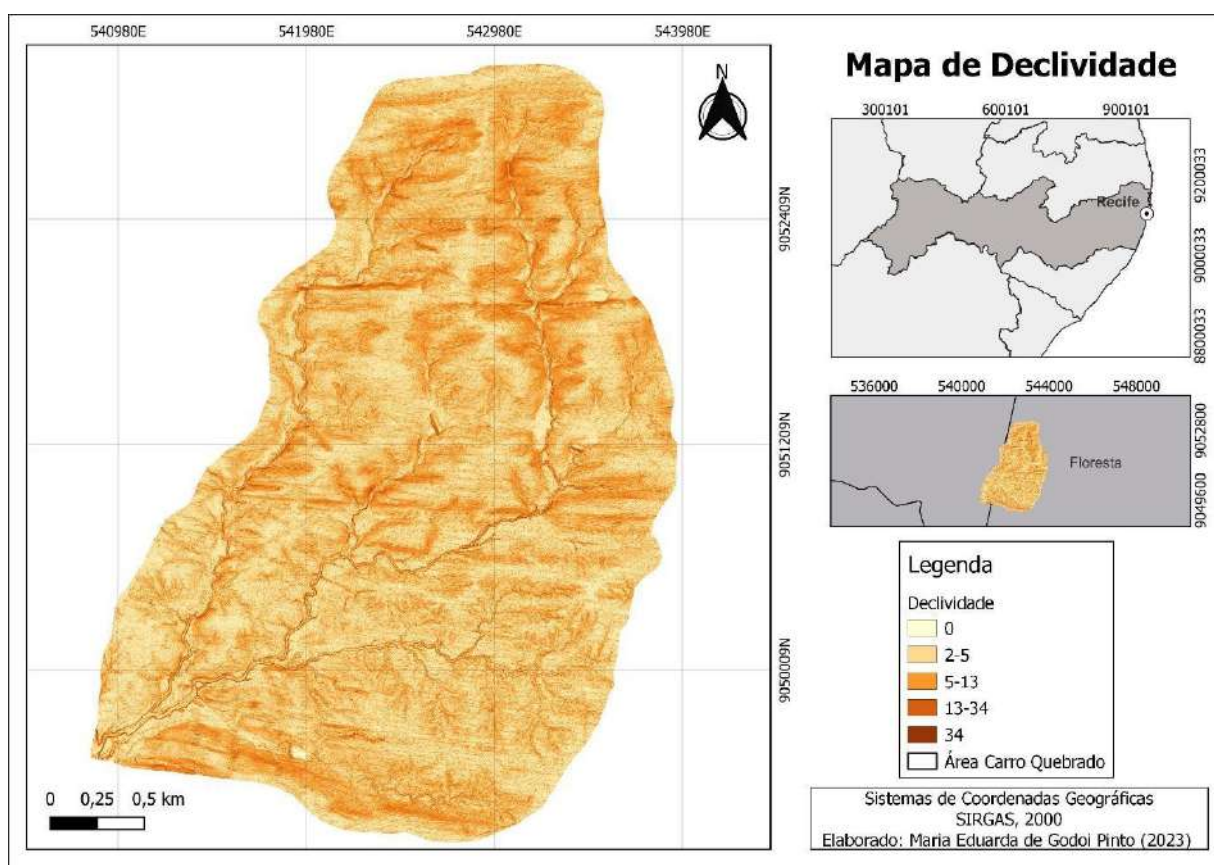 540980E
541980E
542980E
543980E
N
9052409N
9051209N
9050009N
0 0,25 0,5 km
Mapa de Declividade
300101
600101
900101
9200033
9000033
8800033
Recife
536000
540000
544000
548000
9052800
9049600
Floresta
Legenda
Declividade
0
2-5
5-13
13-34
34
Área Carro Quebrado
Sistemas de Coordenadas Geográficas
SIRGAS, 2000
Elaborado: Maria Eduarda de Godoi Pinto (2023)